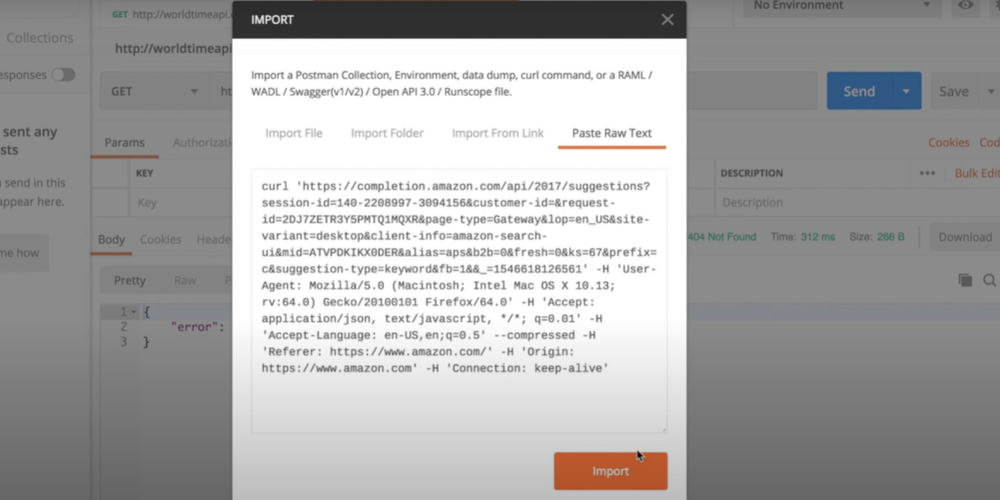 GET http://worldtimeapi.
No Environment
IMPORT
Collections
http://worldtimeapi
esponses
Import a Postman Collection, Environment, data dump, curl command, or a RAML /
WADL / Swagger(v1/v2) / Open API 3.0 / Runscope file.
GET
Send
Save
sent any
sts
Import File
Import Folder
Import From Link
Paste Raw Text
Params
Cookies
KEY
DESCRIPTION
Bulk Edit
send in this
appear here.
Key
Description
curl 'https://completion.amazon.com/api/2017/suggestions?
session-id=140-2208997-3094156&customer-id=&request-
id=2DJ7ZETR3Y5PMTQ1MQXR&page-type=Gateway&lop=en_US&site-
variant=desktop&client-info=amazon-search-
ui&mid=ATVPDKIKX0DER&alias=aps&b2b=0&fresh=0&ks=67&prefix=
c&suggestion-type=keyword&fb=1&&_=1546618126561' -H 'User-
Agent: Mozilla/5.0 (Macintosh; Intel Mac OS X 10.13;
rv:64.0) Gecko/20100101 Firefox/64.0' -H 'Accept:
application/json, text/javascript, */*; q=0.01' -H
'Accept-Language: en-US,en;q=0.5' --compressed -H
'Referer: https://www.amazon.com/' -H 'Origin:
https://www.amazon.com' -H 'Connection: keep-alive'
Body
Cookies
Heade
404 Not Found
Time: 312 ms
Size: 266 B
Download
me how
Pretty
Raw
1 {
2 "error":
3 }
Import